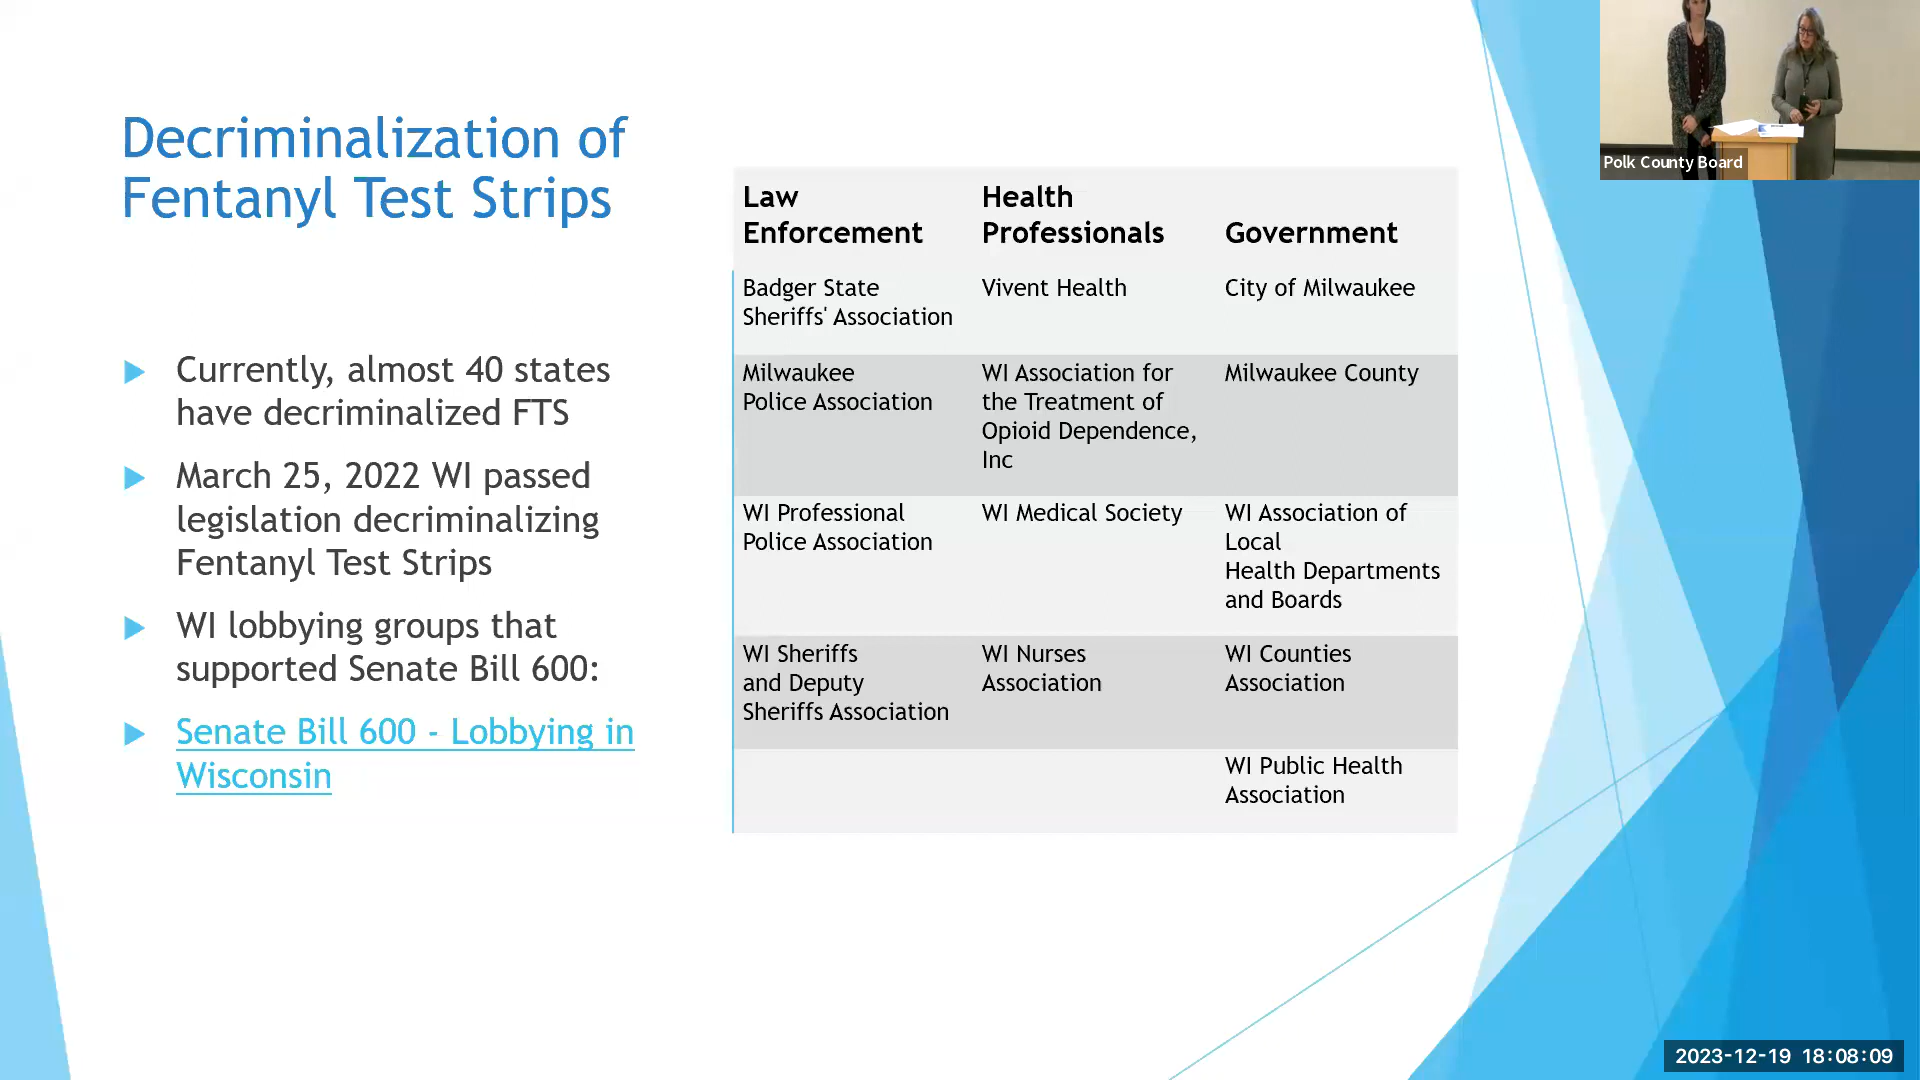 Decriminalization of
Fentanyl Test Strips
Currently, almost 40 states
have decriminalized FTS
March 25, 2022 WI passed
legislation decriminalizing
Fentanyl Test Strips
WI lobbying groups that
supported Senate Bill 600:
Senate Bill 600 - Lobbying in
Wisconsin
Law
Enforcement
Health
Professionals
Government
Badger State
Sheriffs' Association
Vivent Health
City of Milwaukee
Milwaukee
Police Association
WI Association for
the Treatment of
Opioid Dependence,
Inc
Milwaukee County
WI Professional
Police Association
WI Medical Society
WI Association of
Local
Health Departments
and Boards
WI Sheriffs
and Deputy
Sheriffs Association
WI Nurses
Association
WI Counties
Association
WI Public Health
Association
Polk County Board
2023-12-19 18:08:09